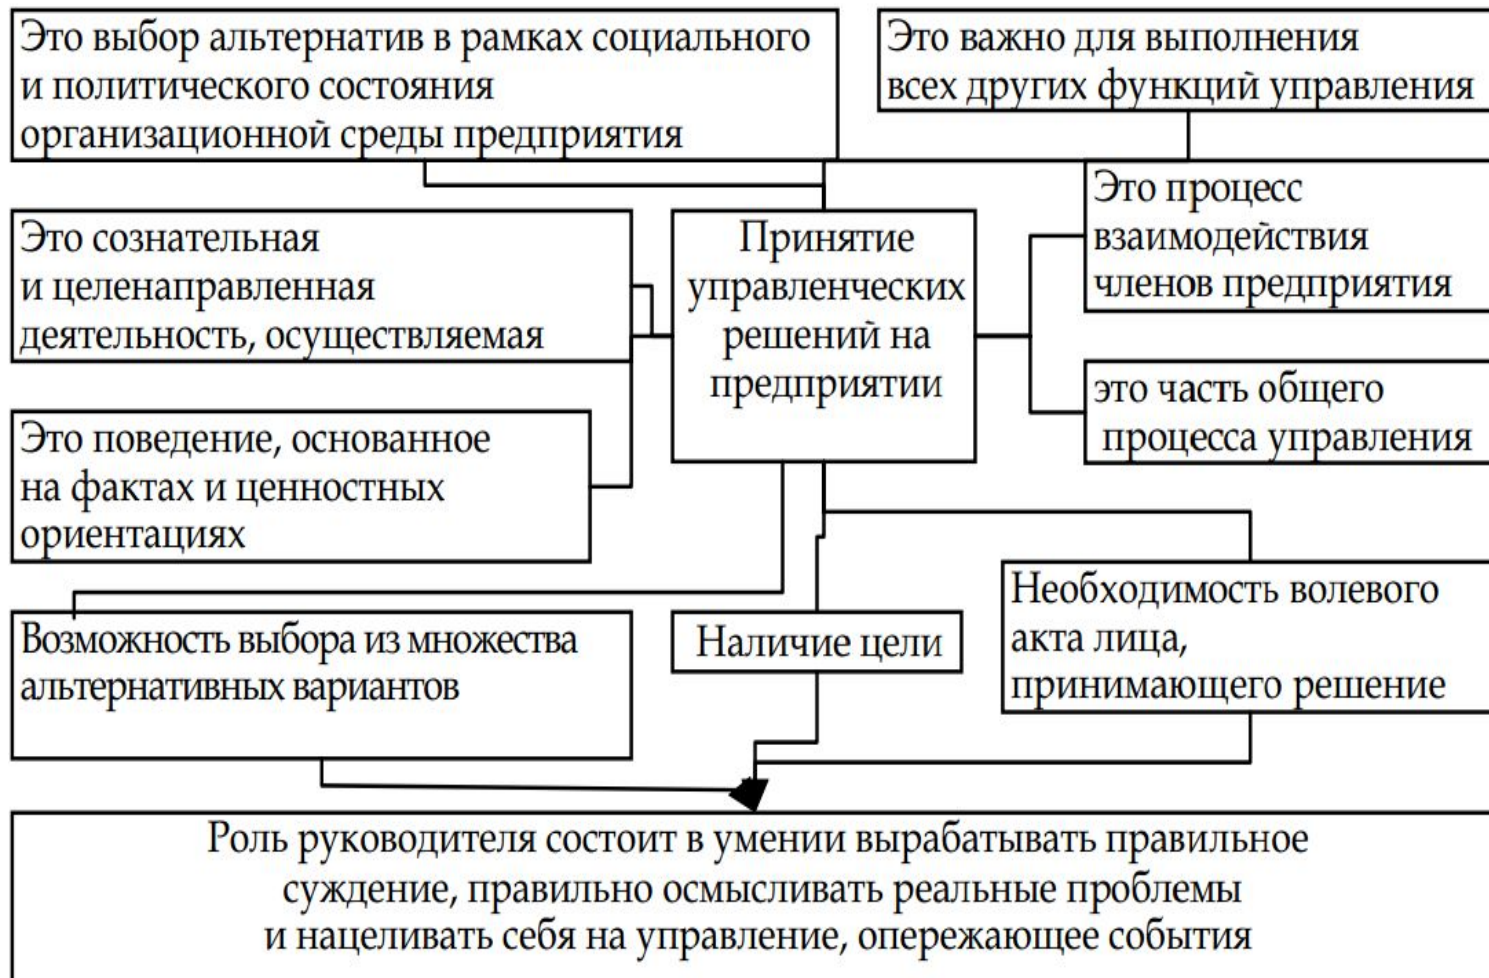 Это выбор альтернатив в рамках социального
и политического состояния
организационной среды предприятия
Это важно для выполнения
всех других функций управления
Это сознательная
и целенаправленная
деятельность, осуществляемая
Принятие
управленческих
решений на
предприятии
Это процесс
взаимодействия
членов предприятия
это часть общего
процесса управления
Это поведение, основанное
на фактах и ценностных
ориентациях
Возможность выбора из множества
альтернативных вариантов
Наличие цели
Необходимость волевого
акта лица,
принимающего решение
Роль руководителя состоит в умении вырабатывать правильное
суждение, правильно осмысливать реальные проблемы
и нацеливать себя на управление, опережающее события